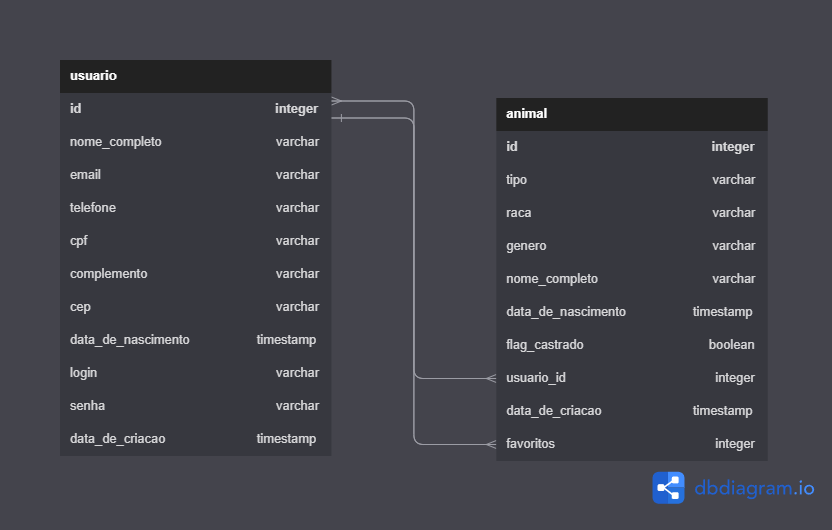 usuario
id integer
nome_completo varchar
email varchar
telefone varchar
cpf varchar
complemento varchar
cep varchar
data_de_nascimento timestamp
login varchar
senha varchar
data_de_criacao timestamp
animal
id integer
tipo varchar
raca varchar
genero varchar
nome_completo varchar
data_de_nascimento timestamp
flag_castrado boolean
usuario_id integer
data_de_criacao timestamp
favoritos integer
dbdiagram.io